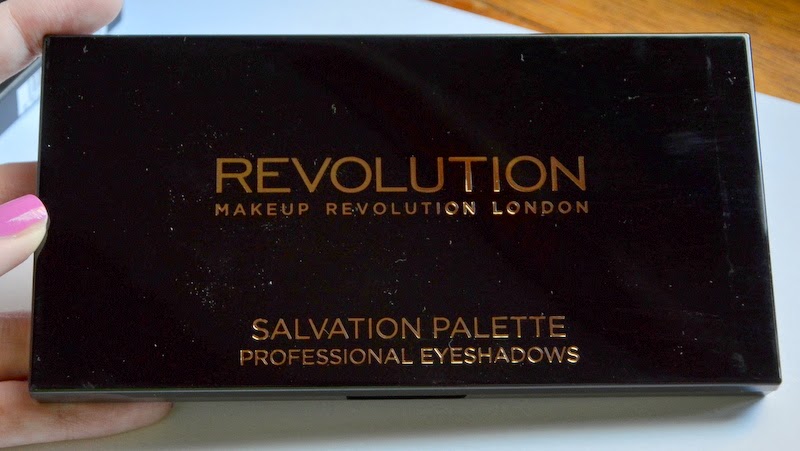 REVOLUTION
MAKEUP REVOLUTION LONDON
SALVATION PALETTE
PROFESSIONAL EYESHADOWS